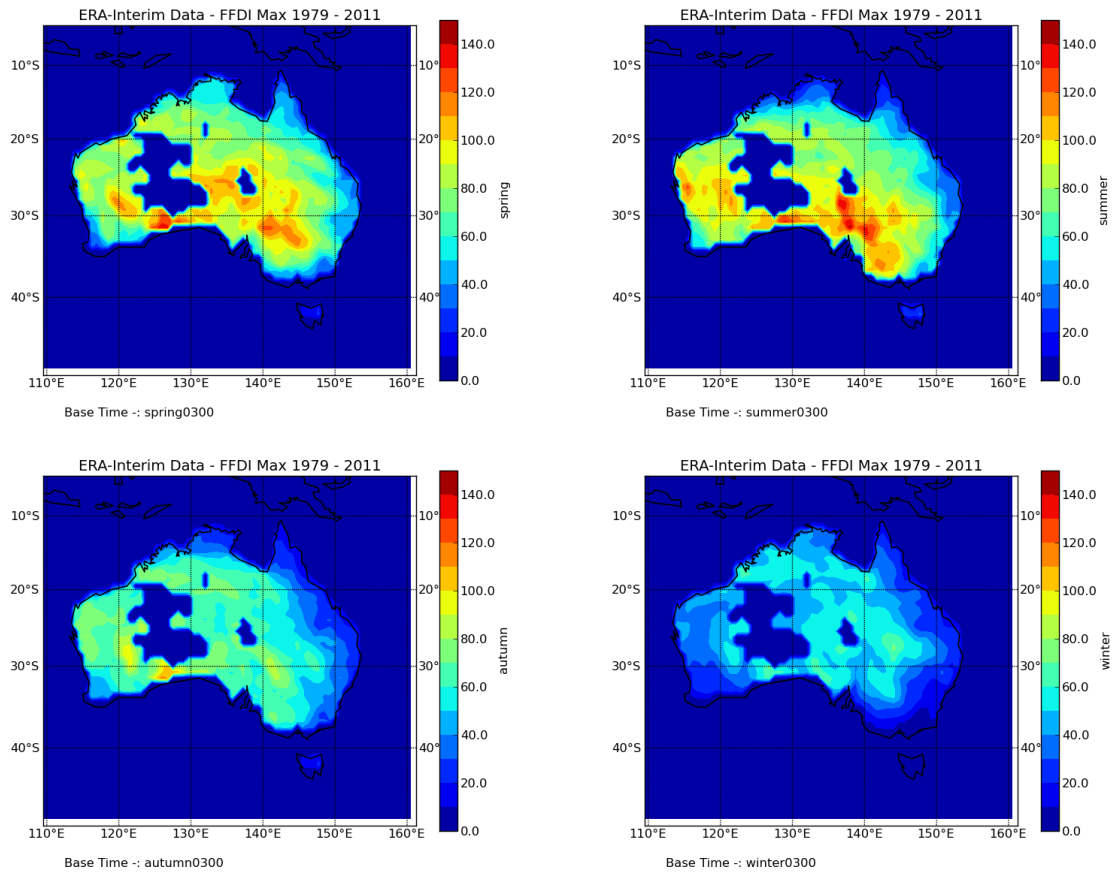 ERA-Interim Data - FFDI Max 1979 - 2011
10°S
20°S
30°S
40°S
10°
20°
30°
40°
110°E 120°E 130°E 140°E 150°E 160°E
140.0
120.0
100.0
80.0
60.0
40.0
20.0
0.0
spring
Base Time -: spring0300
ERA-Interim Data - FFDI Max 1979 - 2011
10°S
20°S
30°S
40°S
10°
20°
30°
40°
110°E 120°E 130°E 140°E 150°E 160°E
140.0
120.0
100.0
80.0
60.0
40.0
20.0
0.0
summer
Base Time -: summer0300
ERA-Interim Data - FFDI Max 1979 - 2011
10°S
20°S
30°S
40°S
10°
20°
30°
40°
110°E 120°E 130°E 140°E 150°E 160°E
140.0
120.0
100.0
80.0
60.0
40.0
20.0
0.0
autumn
Base Time -: autumn0300
ERA-Interim Data - FFDI Max 1979 - 2011
10°S
20°S
30°S
40°S
10°
20°
30°
40°
110°E 120°E 130°E 140°E 150°E 160°E
140.0
120.0
100.0
80.0
60.0
40.0
20.0
0.0
winter
Base Time -: winter0300